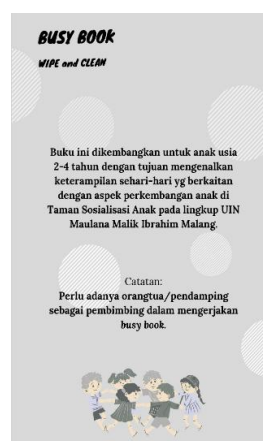 BUSY BOOK
WIPE and CLEAN
Buku ini dikembangkan untuk anak usia
2-4 tahun dengan tujuan mengenalkan
keterampilan sehari-hari yg berkaitan
dengan aspek perkembangan anak di
Taman Sosialisasi Anak pada lingkup UIN
Maulana Malik Ibrahim Malang.
Catatan:
Perlu adanya orangtua/pendamping
sebagai pembimbing dalam mengerjakan
busy book.